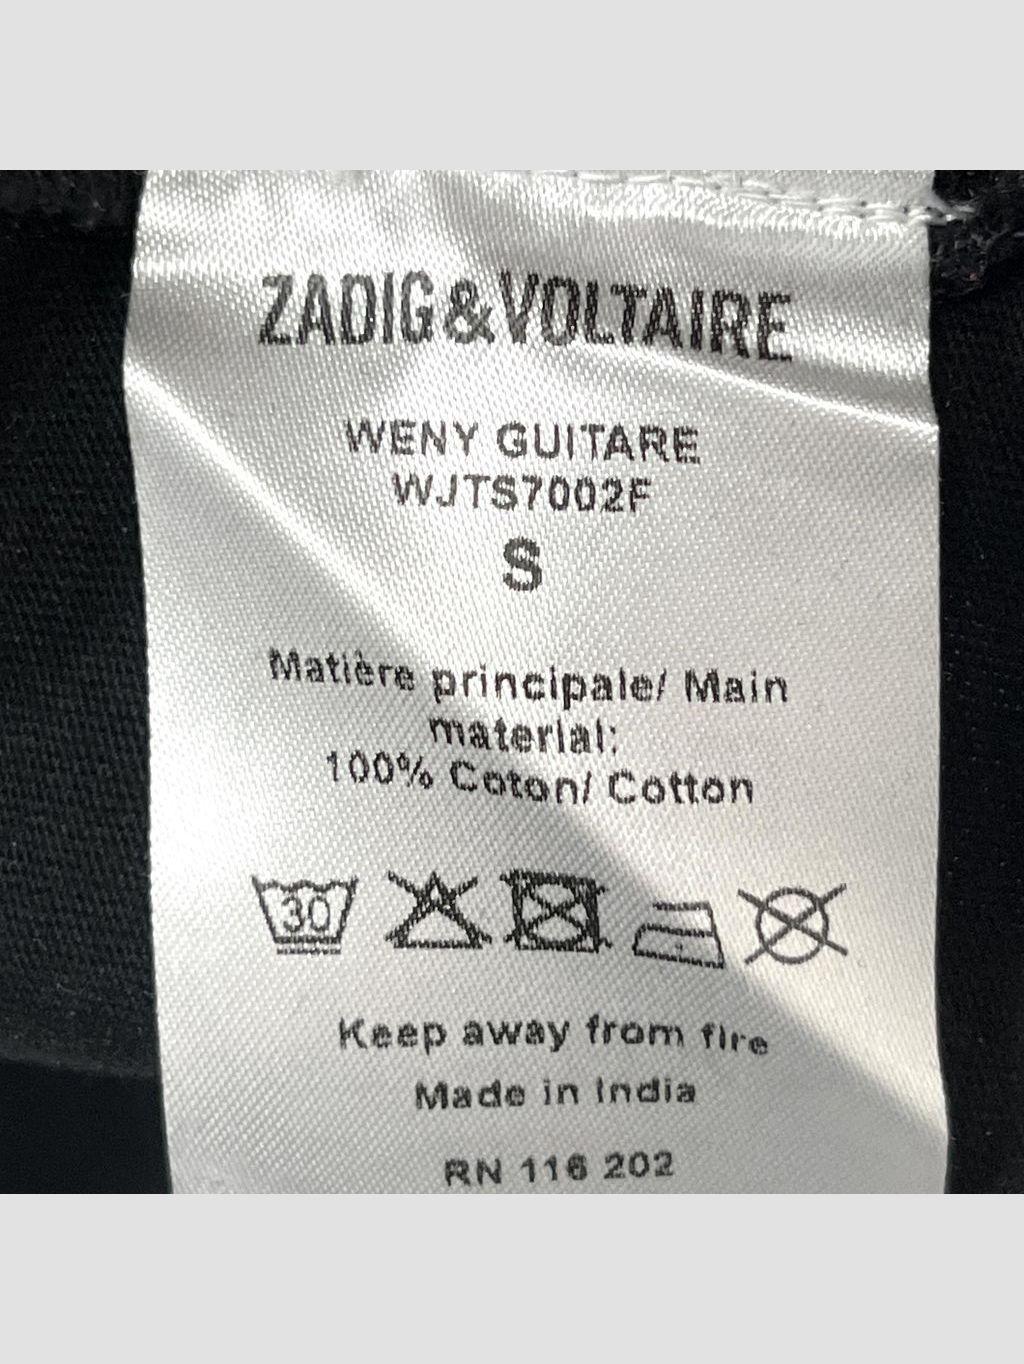 ZADIG&VOLTAIRE
WENY GUITARE
WJTS7002F
S
Matière principale/ Main
material:
100% Coton/ Cotton
30
Keep away from fire
Made in India
RN 116 202